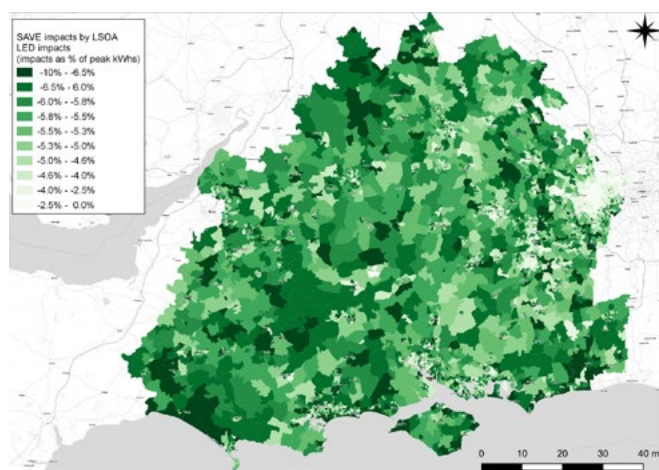 SAVE impacts by LSOA
LED impacts
(impacts as % of peak kWhs)
-10% - -6.5%
-6.5% - 6.0%
-6.0% - 5.8%
-5.8% - 5.5%
-5.5% - 5.3%
-5.3% - 5.0%
-5.0% - 4.6%
-4.6% - 4.0%
-4.0% - 2.5%
-2.5% - 0.0%
0 10 20 30 40 m